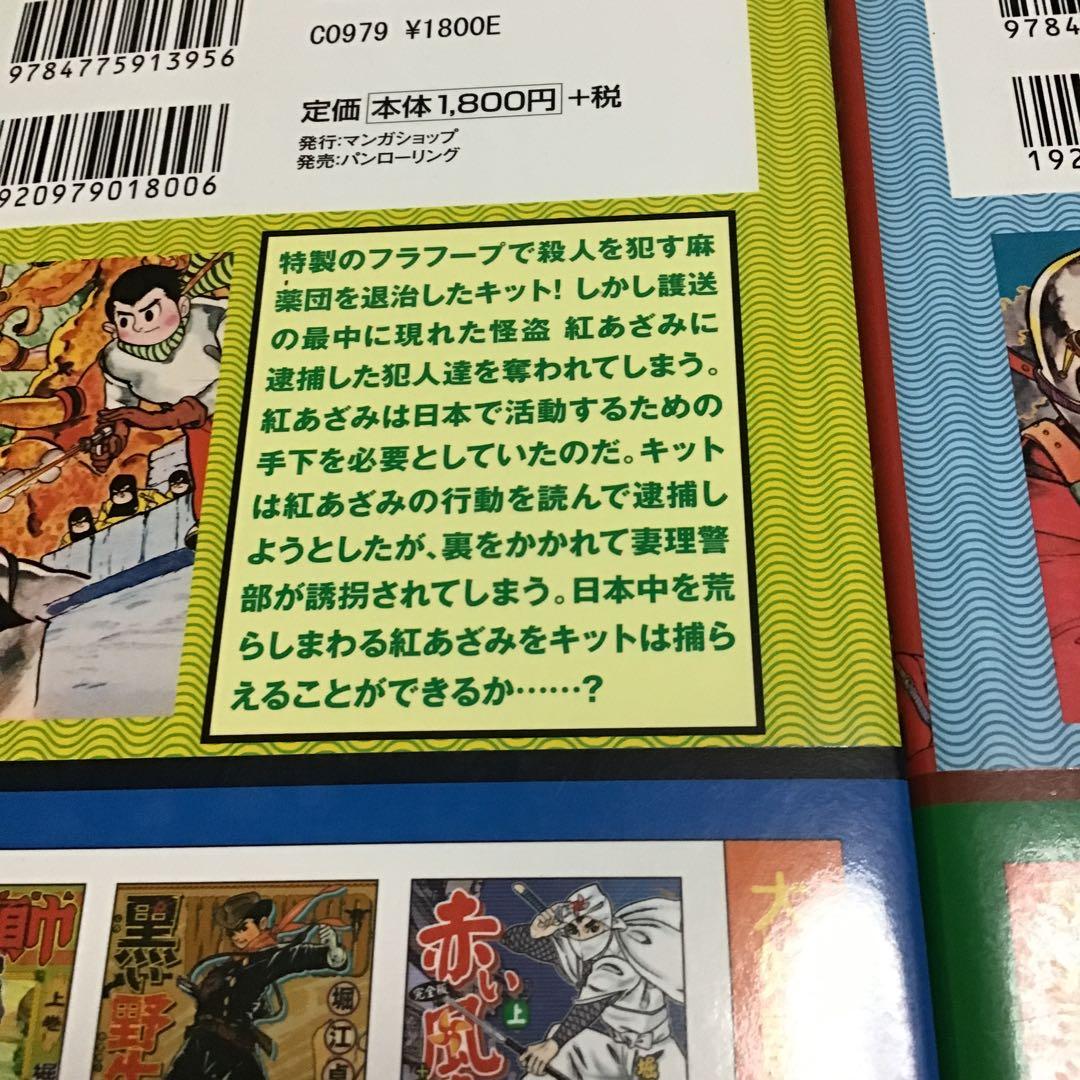 C0979 ¥1800E
9784775913956
定価 本体1,800円 +税
発行:マンガショップ
発売:パンローリング
920979018006
9784
192
特製のフラフープで殺人を犯す麻
薬団を退治したキット! しかし護送
の最中に現れた怪盗 紅あざみに
逮捕した犯人達を奪われてしまう。
紅あざみは日本で活動するための
手下を必要としていたのだ。キット
は紅あざみの行動を読んで逮捕し
ようとしたが、裏をかかれて妻理警
部が誘拐されてしまう。日本中を荒
らしまわる紅あざみをキットは捕ら
えることができるか……?
上巻
黒い
野牛
堀江卓
赤い風
完全版
上
堀